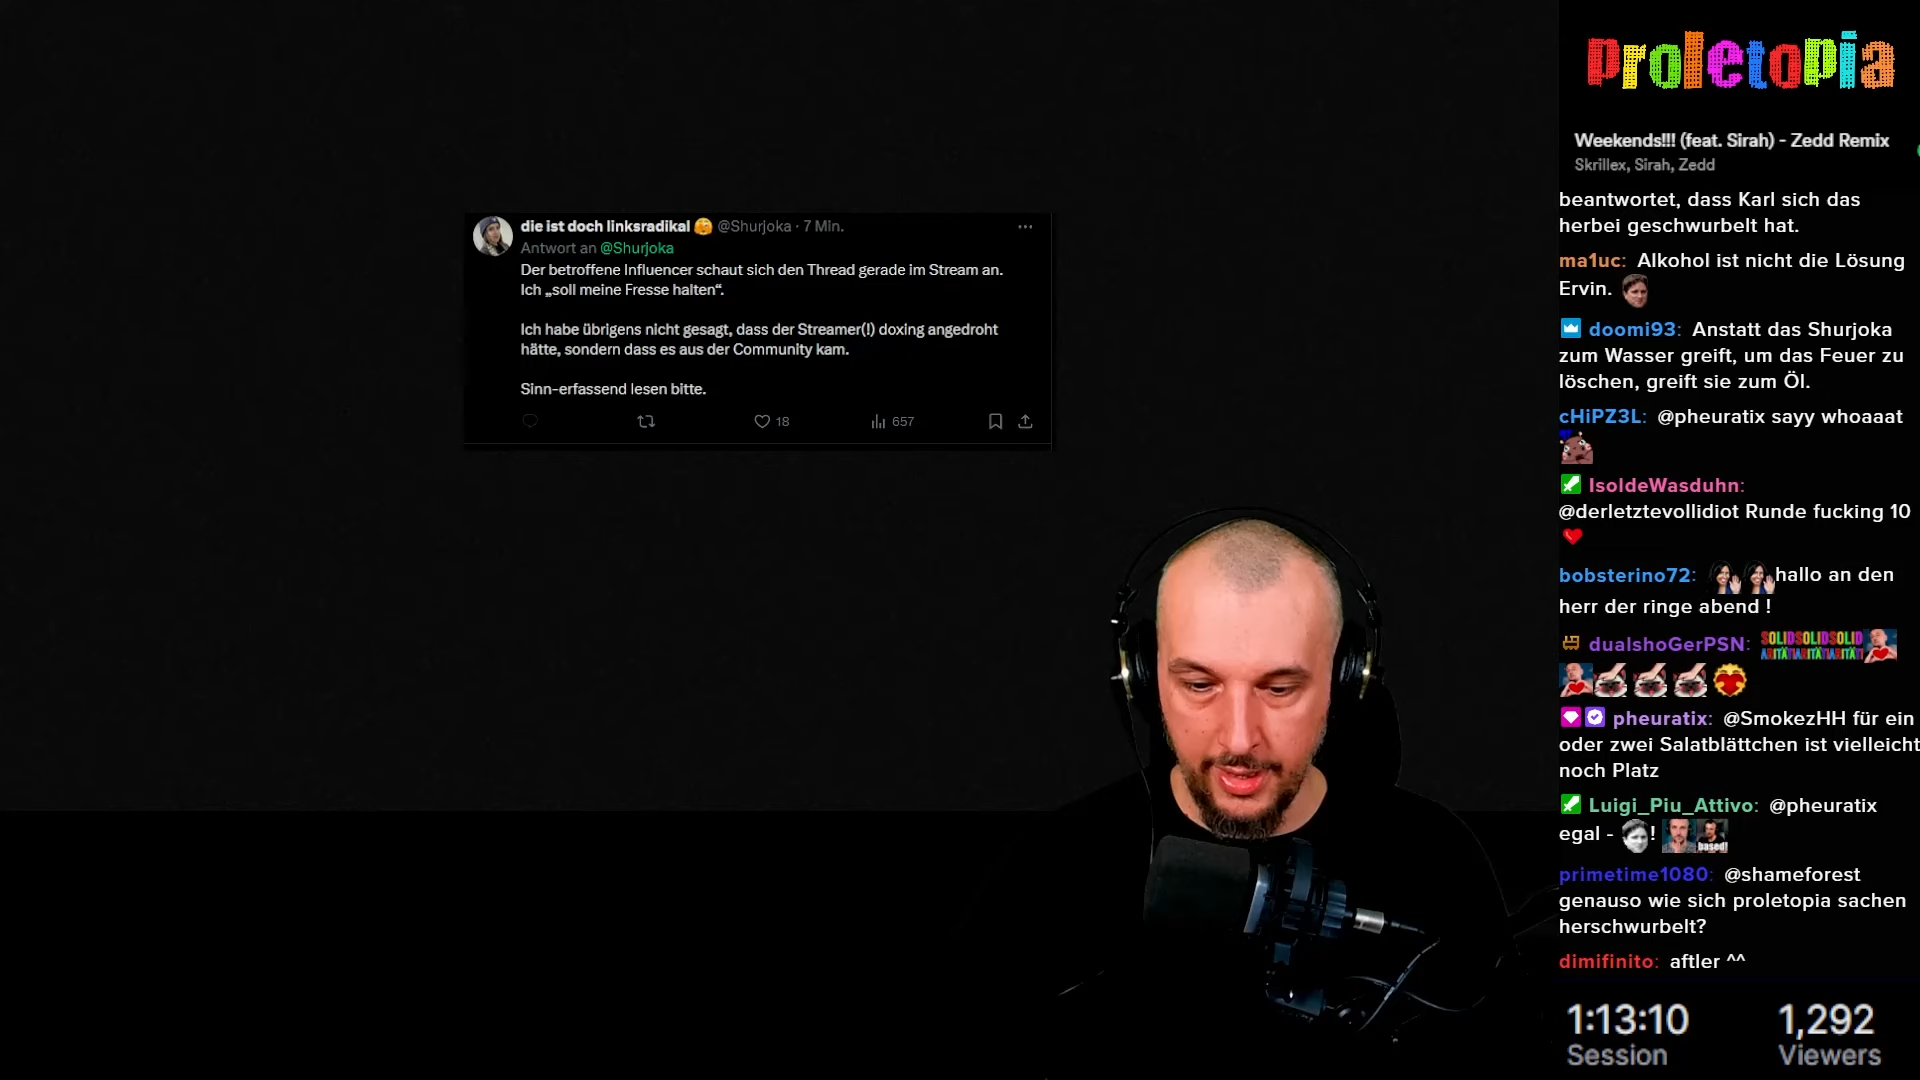 die ist doch linksradikal @Shurjoka · 7 Min.
Antwort an @Shurjoka
Der betroffene Influencer schaut sich den Thread gerade im Stream an.
Ich „soll meine Fresse halten“.
Ich habe übrigens nicht gesagt, dass der Streamer(!) doxing angedroht
hätte, sondern dass es aus der Community kam.
Sinn-erfassend lesen bitte.
18
657
Proletopia
Weekends!!! (feat. Sirah) - Zedd Remix
Skrillex, Sirah, Zedd
beantwortet, dass Karl sich das
herbei geschwurbelt hat.
ma1uc: Alkohol ist nicht die Lösung
Ervin.
doomi93: Anstatt das Shurjoka
zum Wasser greift, um das Feuer zu
löschen, greift sie zum Öl.
cHiPZ3L: @pheuratix sayy whoaaat
IsoldeWasduhn:
@derletztevollidiot Runde fucking 10
bobsterino72: hallo an den
herr der ringe abend !
dualshoGerPSN: SOLIDSOLIDSOLID
ARITÄTARITÄTARITÄT
pheuratix: @SmokezHH für ein
oder zwei Salatblättchen ist vielleicht
noch Platz
Luigi_Piu_Attivo: @pheuratix
egal - ! based!
primetime1080: @shameforest
genauso wie sich proletopia sachen
herschwurbelt?
dimifinito: aftler ^^
1:13:10 1,292
Session Viewers